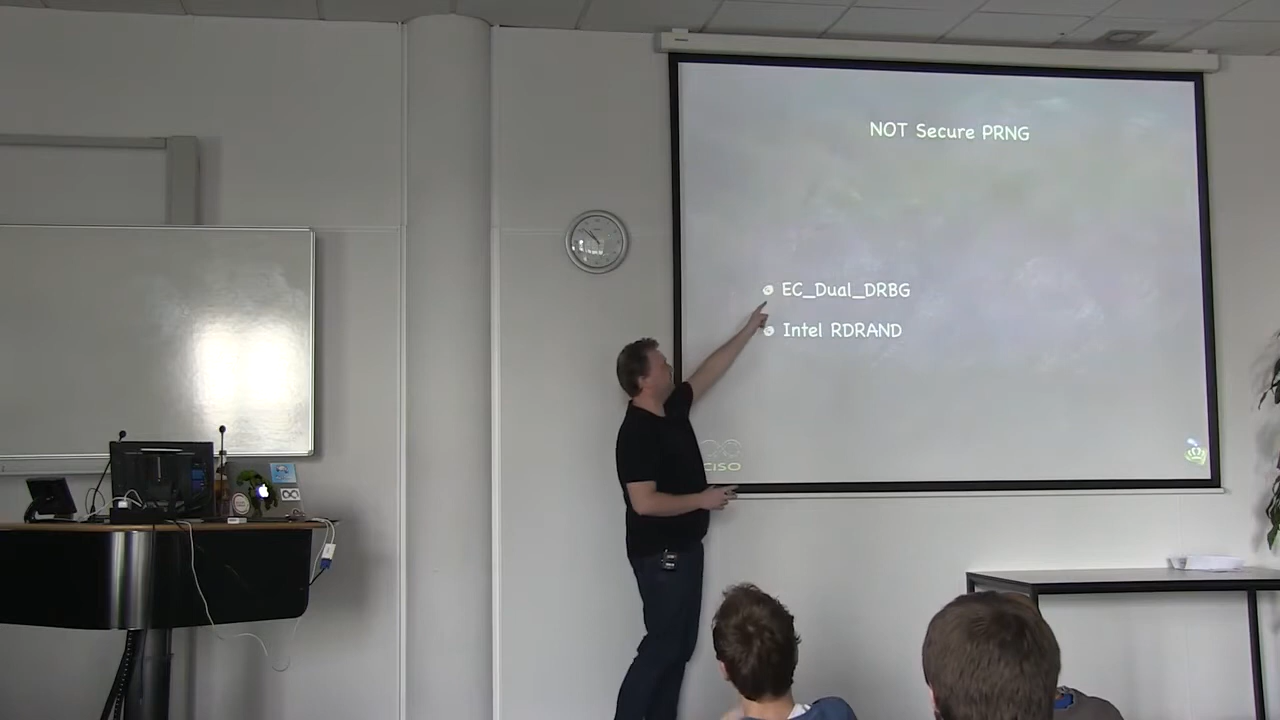 NOT Secure PRNG
EC_Dual_DRBG
Intel RDRAND
CISO